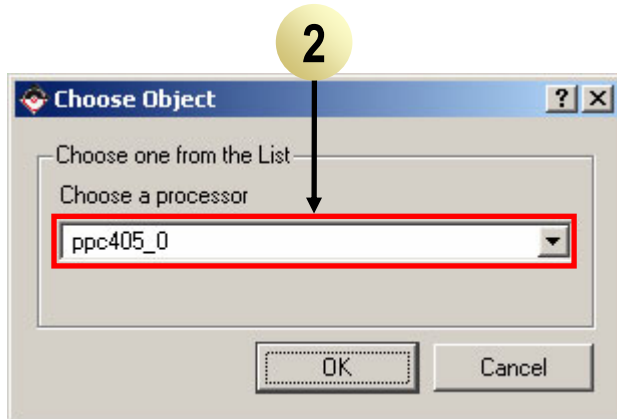 2
Choose Object
Choose one from the List
Choose a processor
ppc405_0
OK Cancel